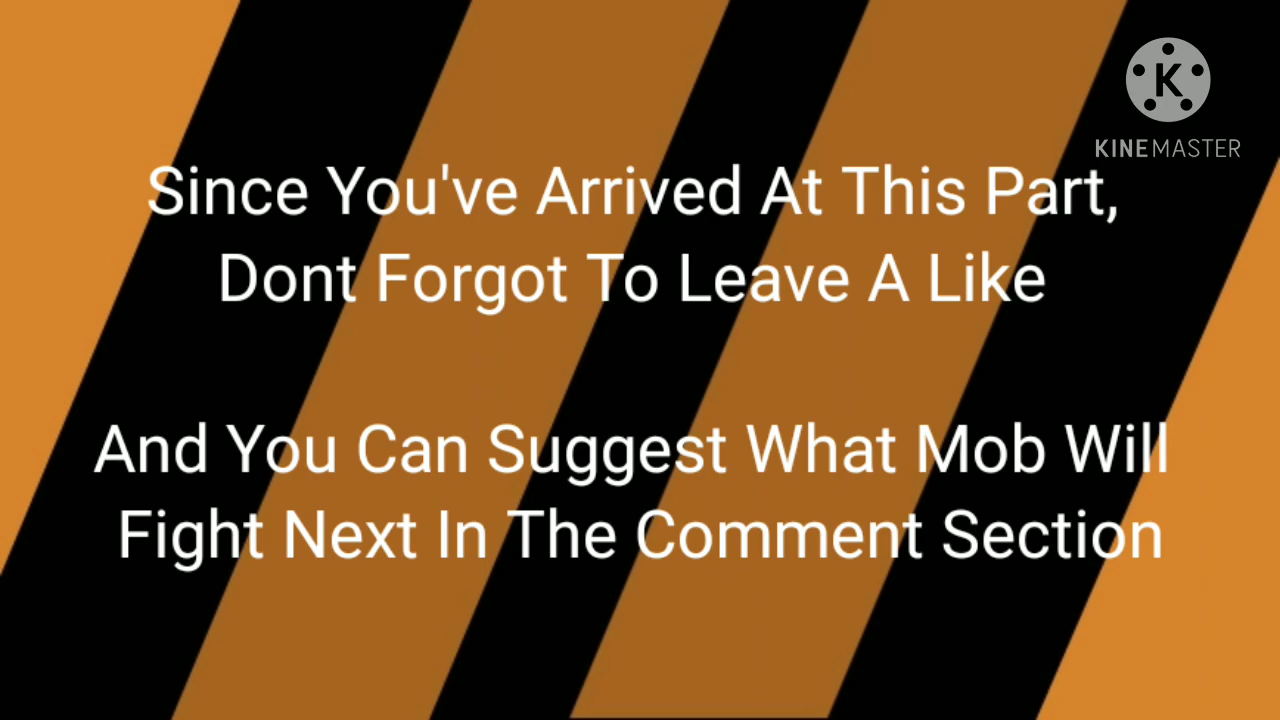 K
KINEMASTER
Since You've Arrived At This Part,
Dont Forgot To Leave A Like
And You Can Suggest What Mob Will
Fight Next In The Comment Section